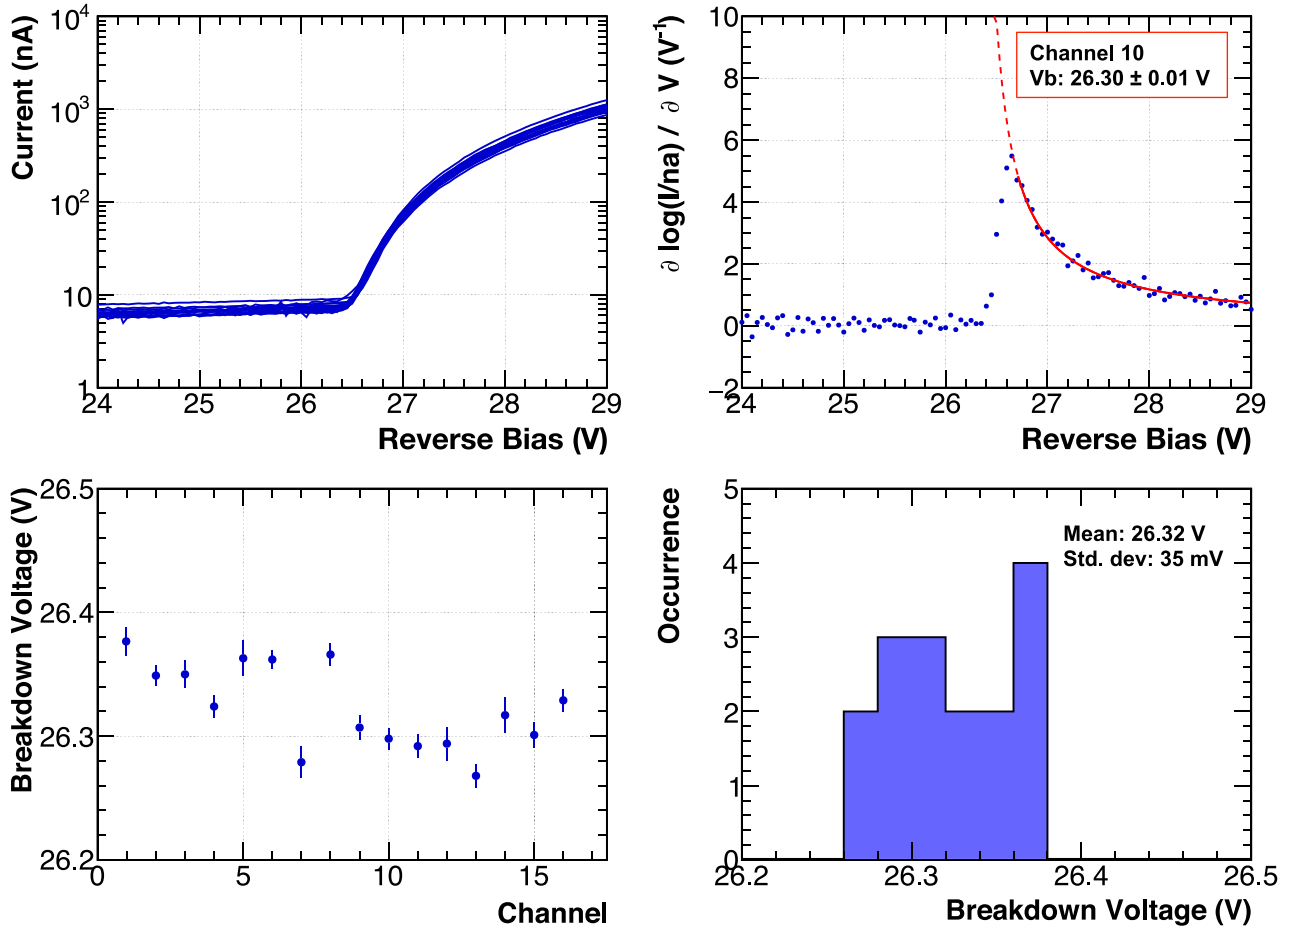 Current (nA)
10⁴
10³
10²
10
1
24 25 26 27 28 29
Reverse Bias (V)
∂ log(I/na) / ∂ V (V⁻¹)
10
8
6
4
2
0
−2
Channel 10
Vb: 26.30 ± 0.01 V
24 25 26 27 28 29
Reverse Bias (V)
Breakdown Voltage (V)
26.5
26.4
26.3
26.2
0 5 10 15
Channel
Occurrence
5
4
3
2
1
0
Mean: 26.32 V
Std. dev: 35 mV
26.2 26.3 26.4 26.5
Breakdown Voltage (V)